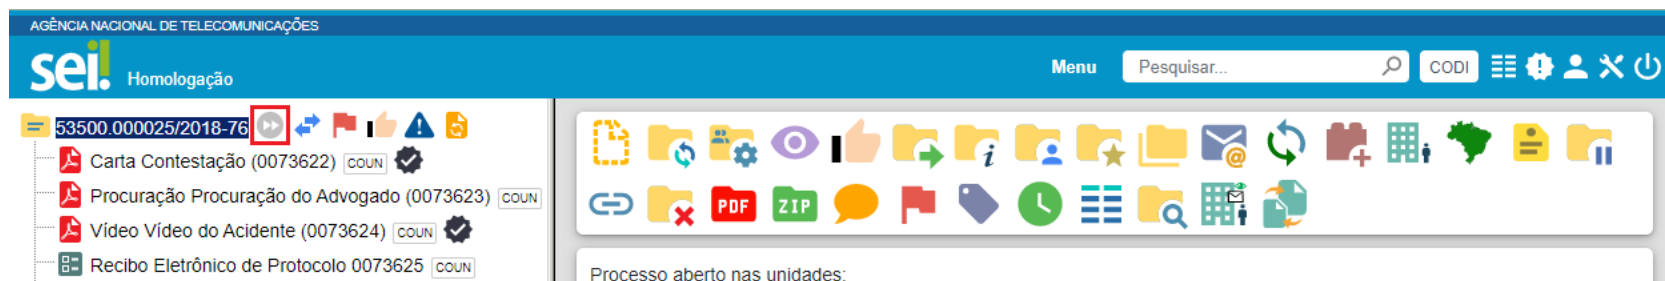 AGÊNCIA NACIONAL DE TELECOMUNICAÇÕES
sei! Homologação
Menu Pesquisar... CODI
53500.000025/2018-76
Carta Contestação (0073622) COUN
Procuração Procuração do Advogado (0073623) COUN
Vídeo Vídeo do Acidente (0073624) COUN
Recibo Eletrônico de Protocolo 0073625 COUN
i
@
PDF ZIP
Processo aberto nas unidades: